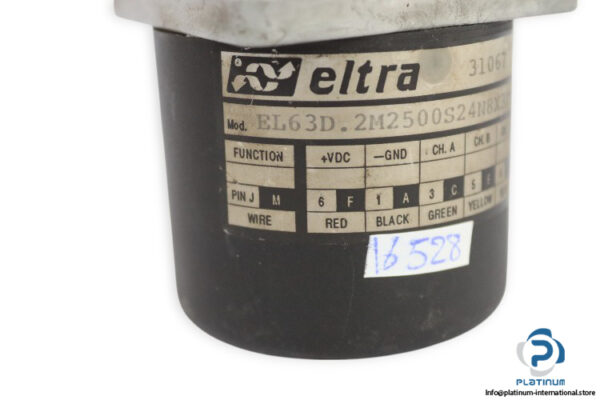 eltra 31067
Mod. EL63D.2M2500S24N8X
FUNCTION +VDC —GND CH. A CH. B
PIN J M 6 F 1 A 3 C 5
WIRE RED BLACK GREEN YELLOW
16528
PLATINUM
Info@platinum-international.store